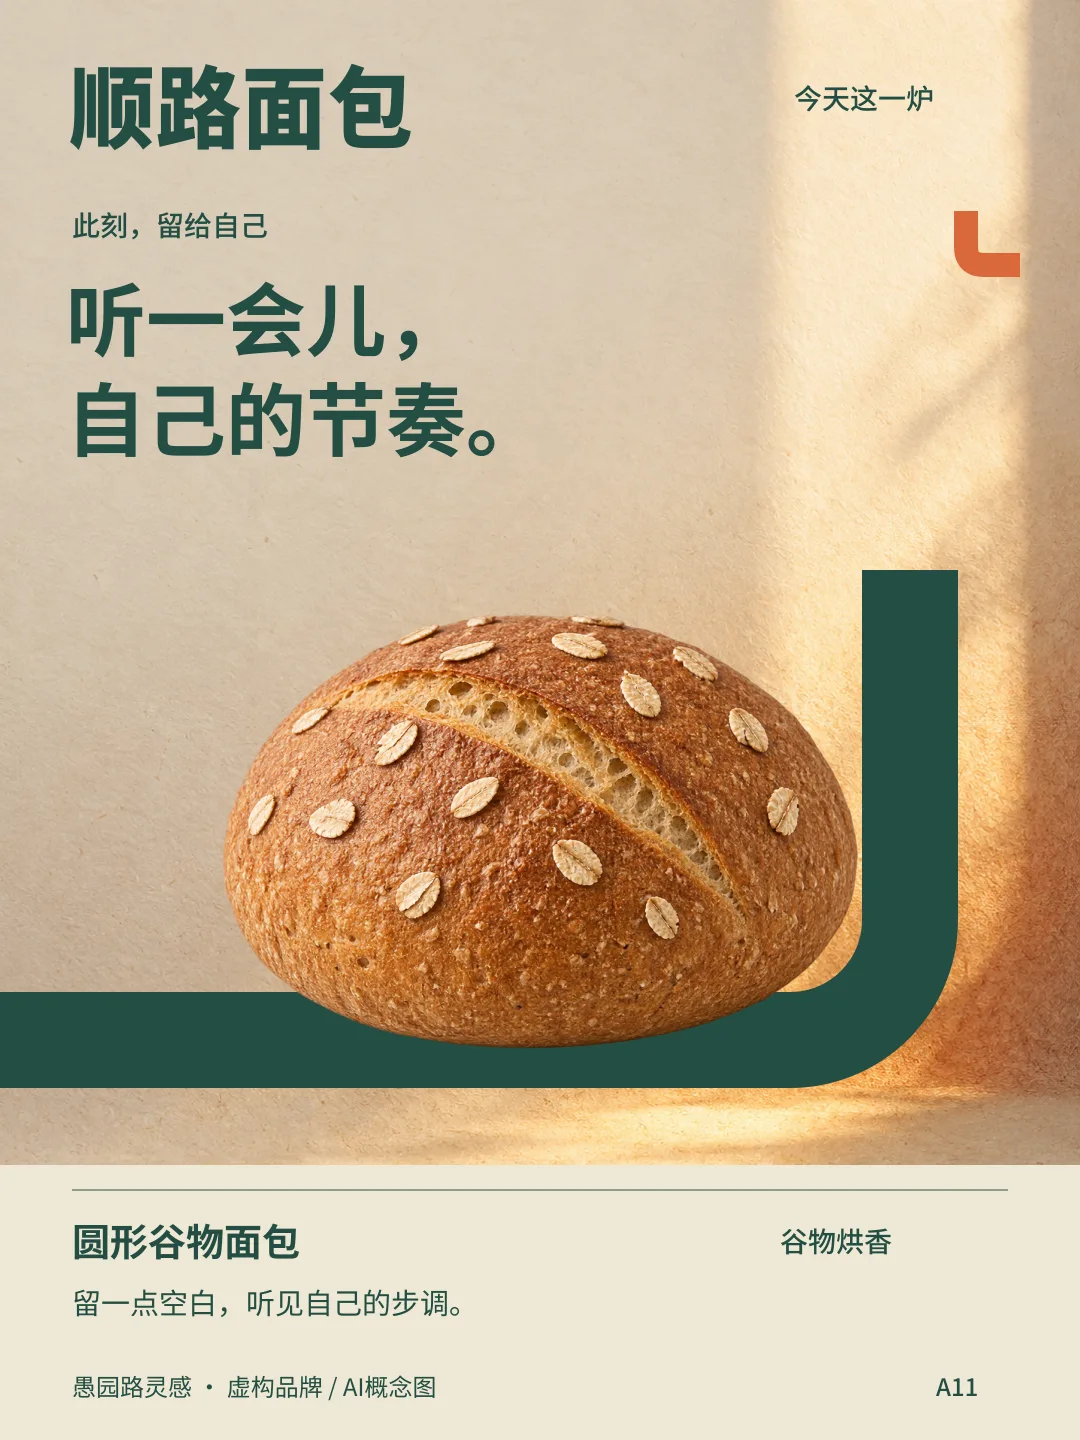 顺路面包
今天这一炉
此刻，留给自己
听一会儿，
自己的节奏。
圆形谷物面包
谷物烘香
留一点空白，听见自己的步调。
愚园路灵感 · 虚构品牌 / AI概念图
A11